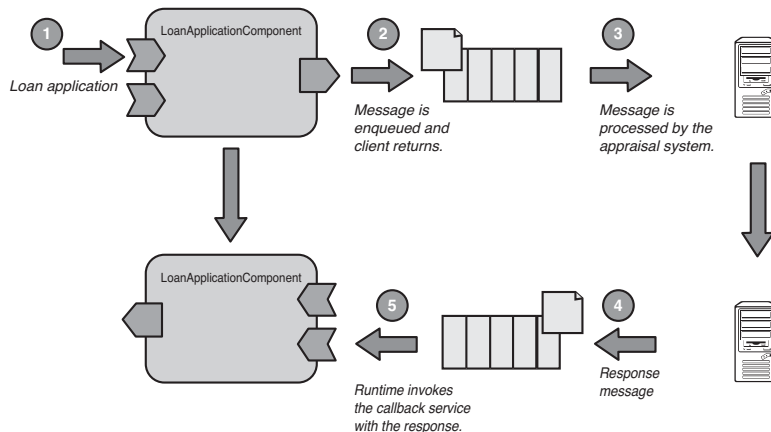 1
LoanApplicationComponent
2
3
Loan application
Message is
enqueued and
client returns.
Message is
processed by the
appraisal system.
LoanApplicationComponent
5
4
Runtime invokes
the callback service
with the response.
Response
message